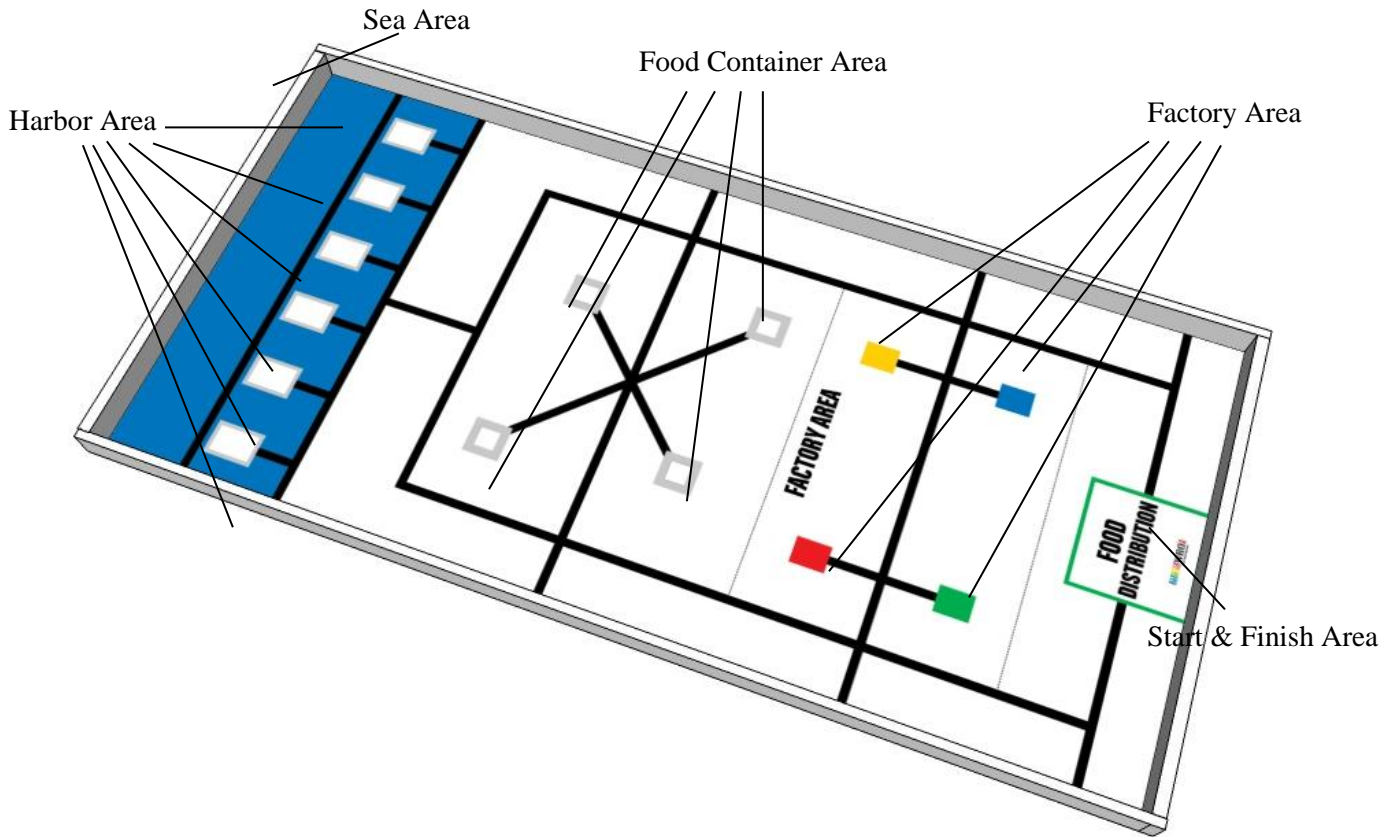 Sea Area
Food Container Area
Harbor Area
Factory Area
FACTORY AREA
FOOD
DISTRIBUTION
Start & Finish Area